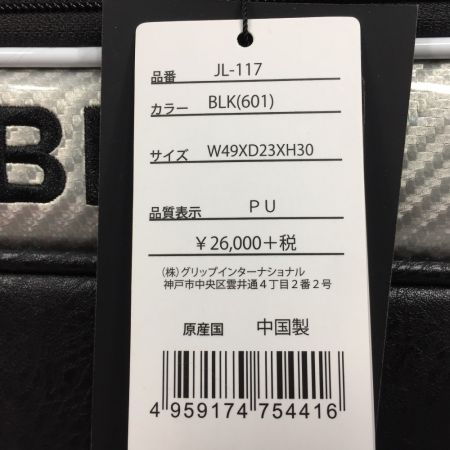 品番 JL-117
カラー BLK(601)
サイズ W49XD23XH30
品質表示 PU
￥26,000+税
(株)グリップインターナショナル
神戸市中央区雲井通4丁目2番2号
原産国 中国製
4 959174 754416
B